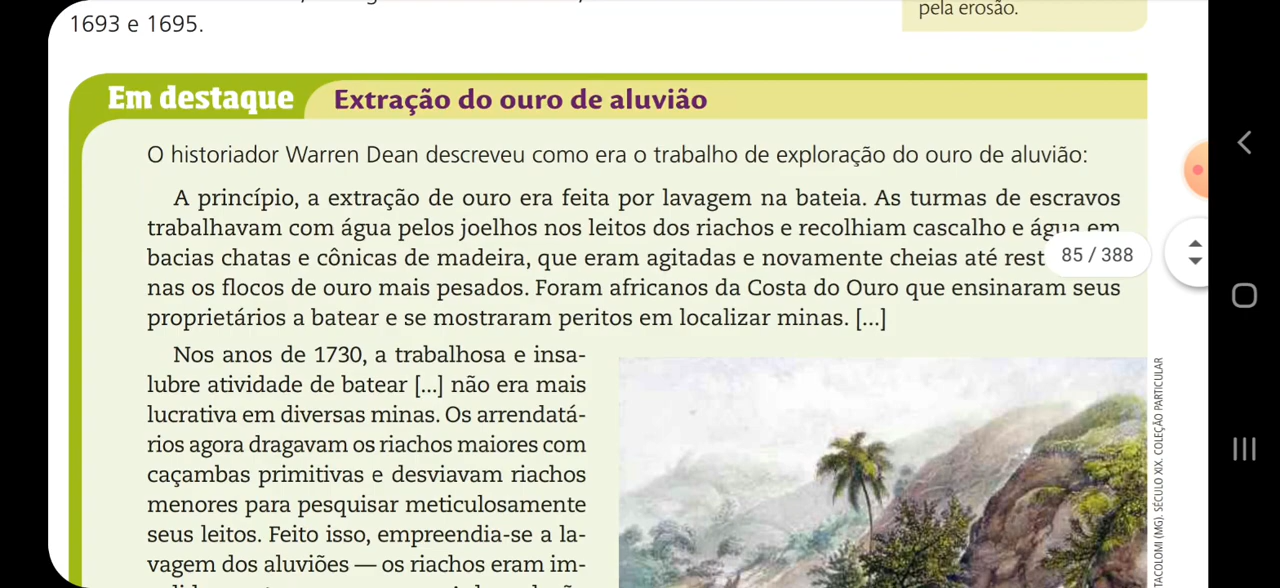 1693 e 1695.
pela erosão.
Em destaque
Extração do ouro de aluvião
O historiador Warren Dean descreveu como era o trabalho de exploração do ouro de aluvião:
A princípio, a extração de ouro era feita por lavagem na bateia. As turmas de escravos
trabalhavam com água pelos joelhos nos leitos dos riachos e recolhiam cascalho e água em
bacias chatas e cônicas de madeira, que eram agitadas e novamente cheias até
85 / 388
nas os flocos de ouro mais pesados. Foram africanos da Costa do Ouro que ensinaram seus
proprietários a batear e se mostraram peritos em localizar minas. [...]
Nos anos de 1730, a trabalhosa e insa-
lubre atividade de batear [...] não era mais
lucrativa em diversas minas. Os arrendatá-
rios agora dragavam os riachos maiores com
caçambas primitivas e desviavam riachos
menores para pesquisar meticulosamente
seus leitos. Feito isso, empreendia-se a la-
vagem dos aluviões — os riachos eram im-
TACOLOMI (MG). SÉCULO XIX. COLEÇÃO PARTICULAR